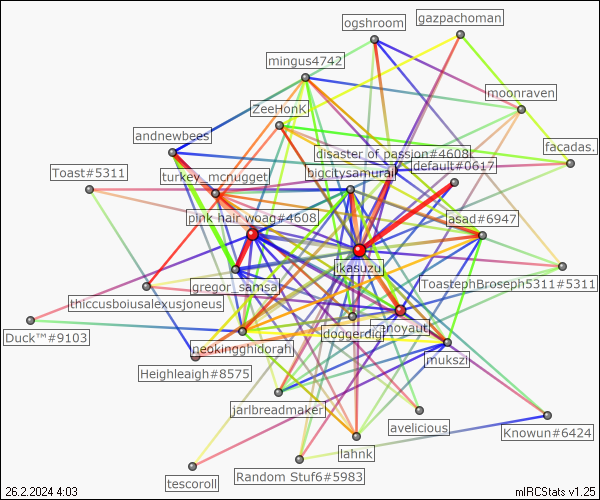 gazpachoman
ogshroom
mingus4742
moonraven
ZeeHonK
andnewbees
facadas.
disaster of passion#4608
default#0617
Toast#5311
turkey_mcnugget
bigcitysamurai
pink hair woag#4608
asad#6947
ikasuzu
gregor_samsa
ToastephBroseph5311#5311
thiccusboiusalexusjoneus
Duck™#9103
enoyaut
doggerdig
neokingghidorah
mukszi
Heighleaigh#8575
jarlbreadmaker
avelicious
Knowun#6424
lahnk
tescoroll
Random Stuf6#5983
26.2.2024 4:03
mIRCStats v1.25